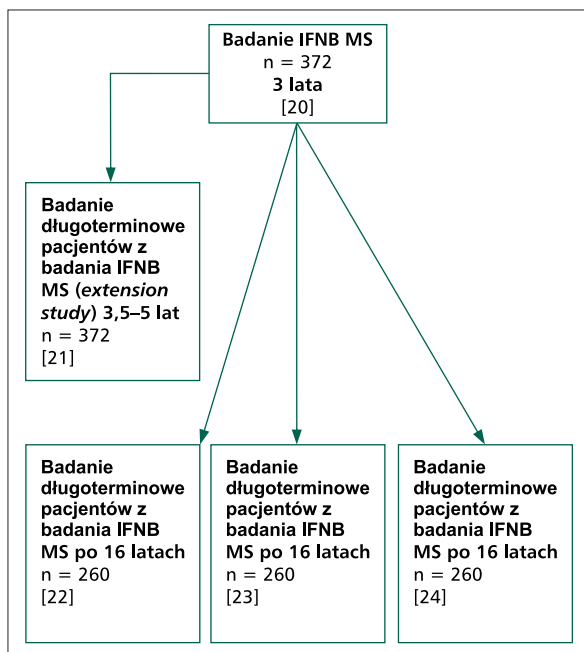 Badanie IFNB MS
n = 372
3 lata
[20]
Badanie
długoterminowe
pacjentów z
badania IFNB
MS (extension
study) 3,5–5 lat
n = 372
[21]
Badanie
długoterminowe
pacjentów z
badania IFNB
MS po 16 latach
n = 260
[22]
Badanie
długoterminowe
pacjentów z
badania IFNB
MS po 16 latach
n = 260
[23]
Badanie
długoterminowe
pacjentów z
badania IFNB
MS po 16 latach
n = 260
[24]